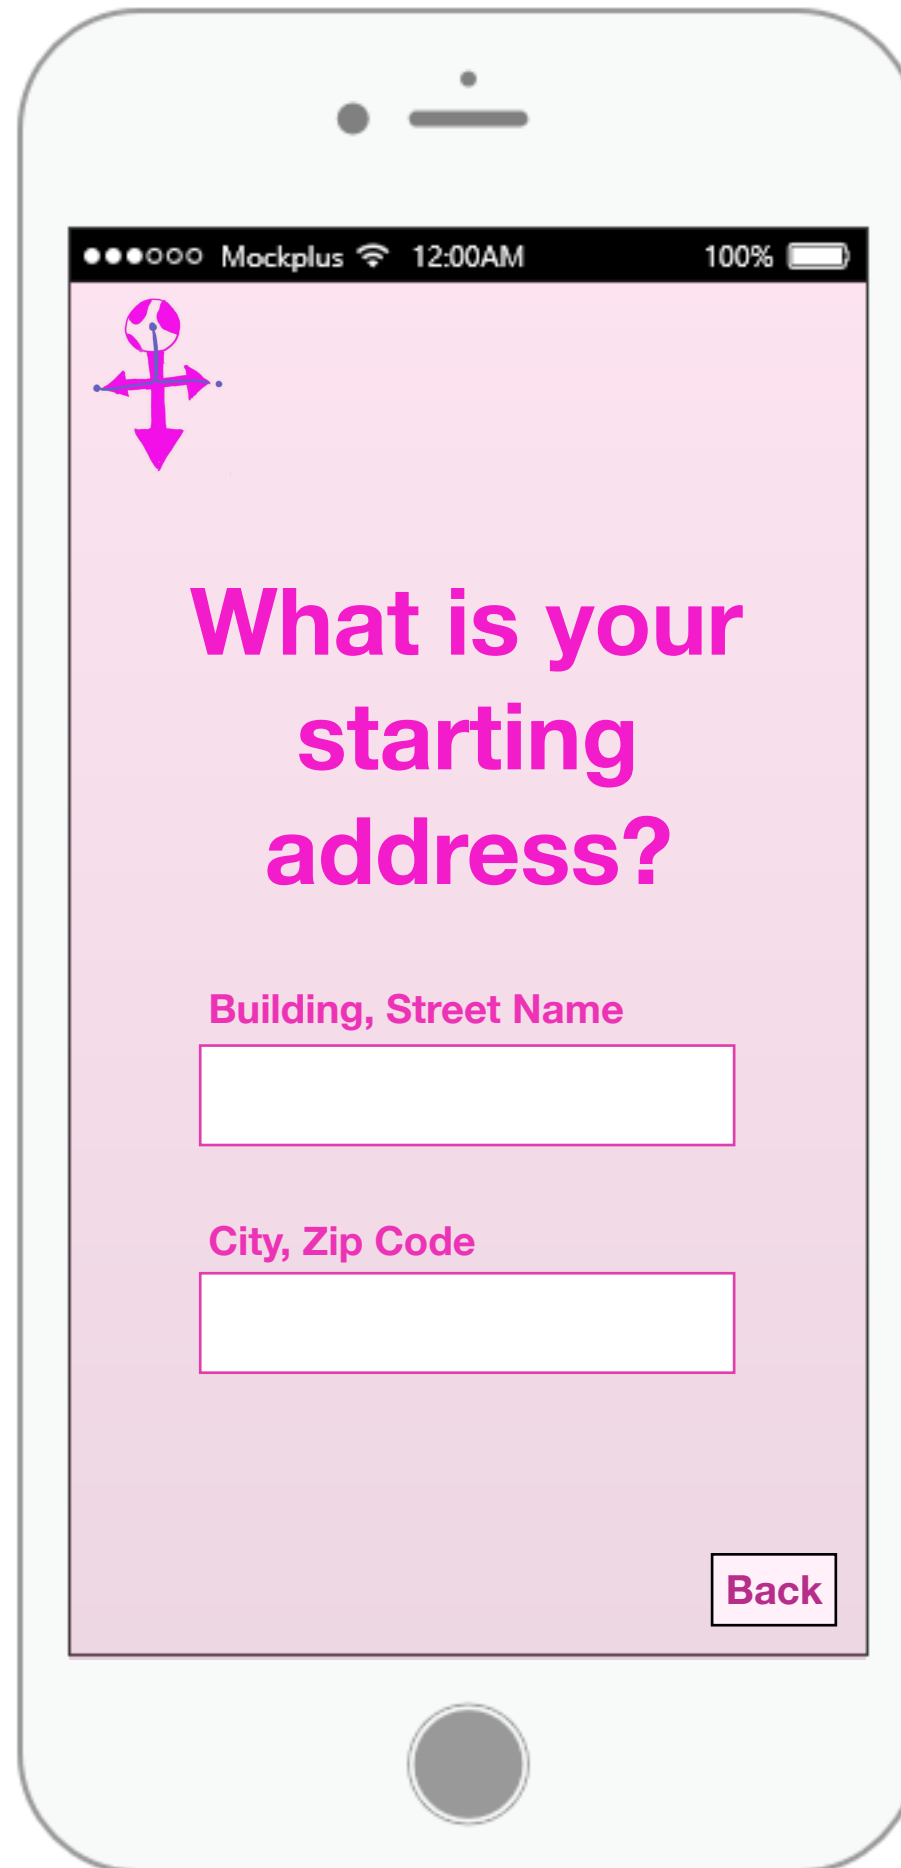 Mockplus 12:00AM 100%
What is your
starting
address?
Building, Street Name
City, Zip Code
Back